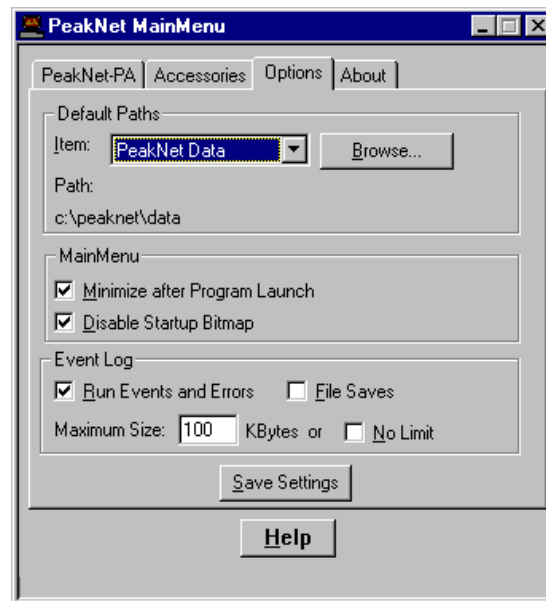 PeakNet MainMenu
PeakNet-PA Accessories Options About
Default Paths
Item: PeakNet Data Browse...
Path:
c:\peaknet\data
MainMenu
Minimize after Program Launch
Disable Startup Bitmap
Event Log
Run Events and Errors File Saves
Maximum Size: 100 KBytes or No Limit
Save Settings
Help